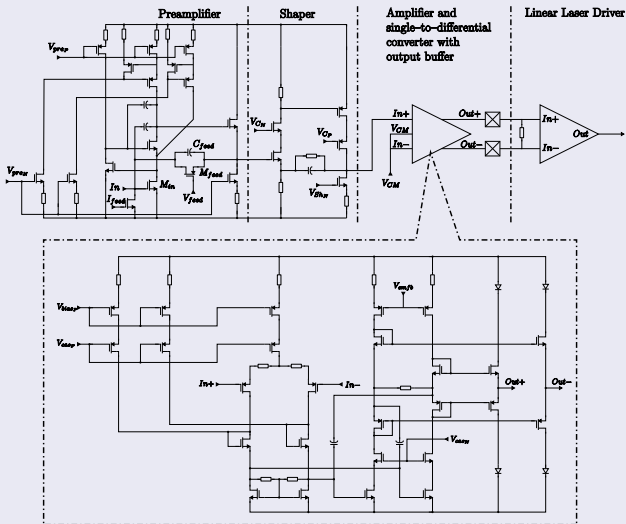 Preamplifier
Shaper
Amplifier and
single-to-differential
converter with
output buffer
Linear Laser Driver
V_preP
V_preN
In
I_feed
M_in
C_feed
M_feed
V_feed
V_CN
V_CP
V_ShN
In+
V_CM
In-
V_CM
Out+
Out-
In+
In-
Out
V_biasP
V_casP
In+
In-
V_cmfb
V_casN
Out+
Out-